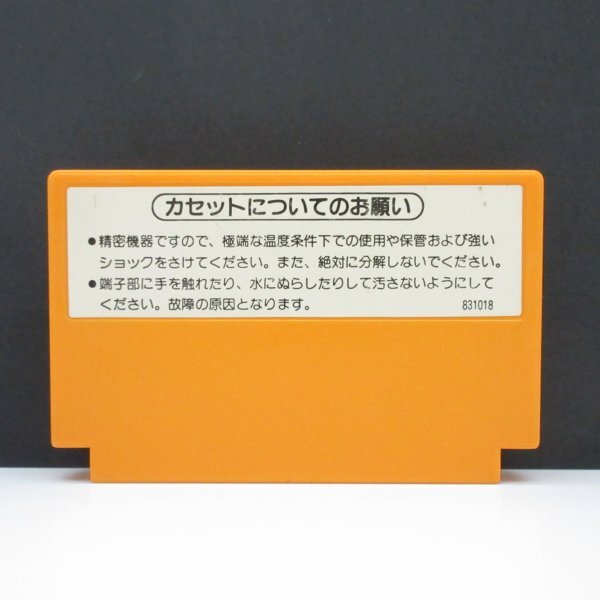 カセットについてのお願い
●精密機器ですので、極端な温度条件下での使用や保管および強い
ショックをさけてください。また、絶対に分解しないでください。
●端子部に手を触れたり、水にぬらしたりして汚さないようにして
ください。故障の原因となります。
831018